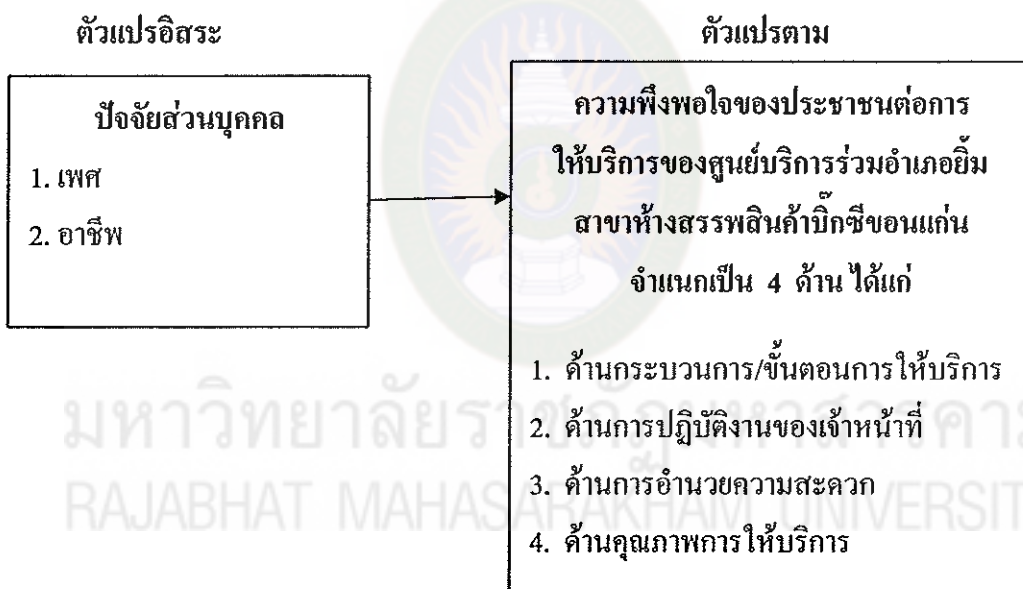 ตัวแปรอิสระ
ปัจจัยส่วนบุคคล
1. เพศ
2. อาชีพ
ตัวแปรตาม
ความพึงพอใจของประชาชนต่อการ
ให้บริการของศูนย์บริการร่วมอำเภอยิ้ม
สาขาห้างสรรพสินค้าบิ๊กซีขอนแก่น
จำแนกเป็น 4 ด้าน ได้แก่
1. ด้านกระบวนการ/ขั้นตอนการให้บริการ
2. ด้านการปฏิบัติงานของเจ้าหน้าที่
3. ด้านการอำนวยความสะดวก
4. ด้านคุณภาพการให้บริการ
มหาวิทยาลัยราชภัฏมหาสารคา
RAJABHAT MAHASARAKHAM UNIVERSIT